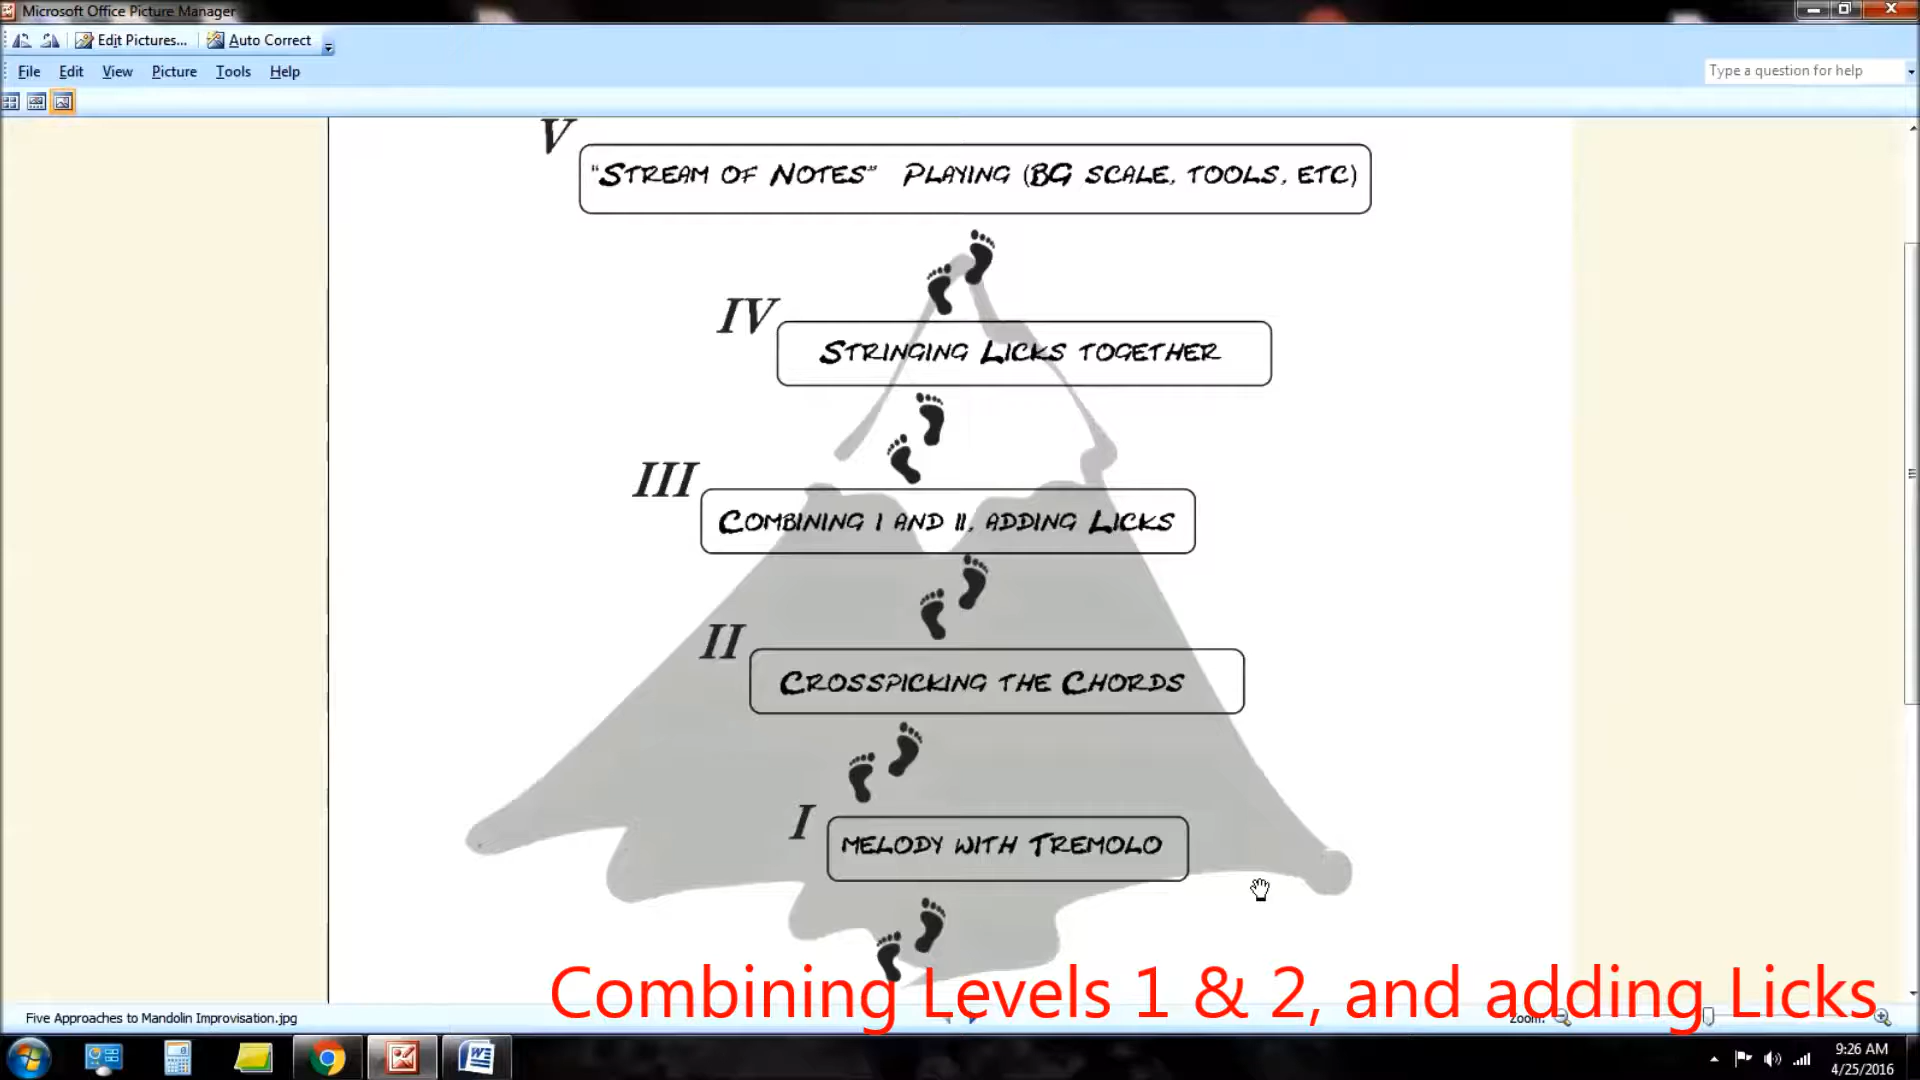 Microsoft Office Picture Manager
Edit Pictures... Auto Correct
File Edit View Picture Tools Help
Type a question for help
V
"STREAM OF NOTES" PLAYING (BG SCALE, TOOLS, ETC)
IV
STRINGING LICKS TOGETHER
III
COMBINING I AND II, ADDING LICKS
II
CROSSPICKING THE CHORDS
I
MELODY WITH TREMOLO
Combining Levels 1 & 2, and adding Licks
Five Approaches to Mandolin Improvisation.jpg
Zoom:
9:26 AM
4/25/2016